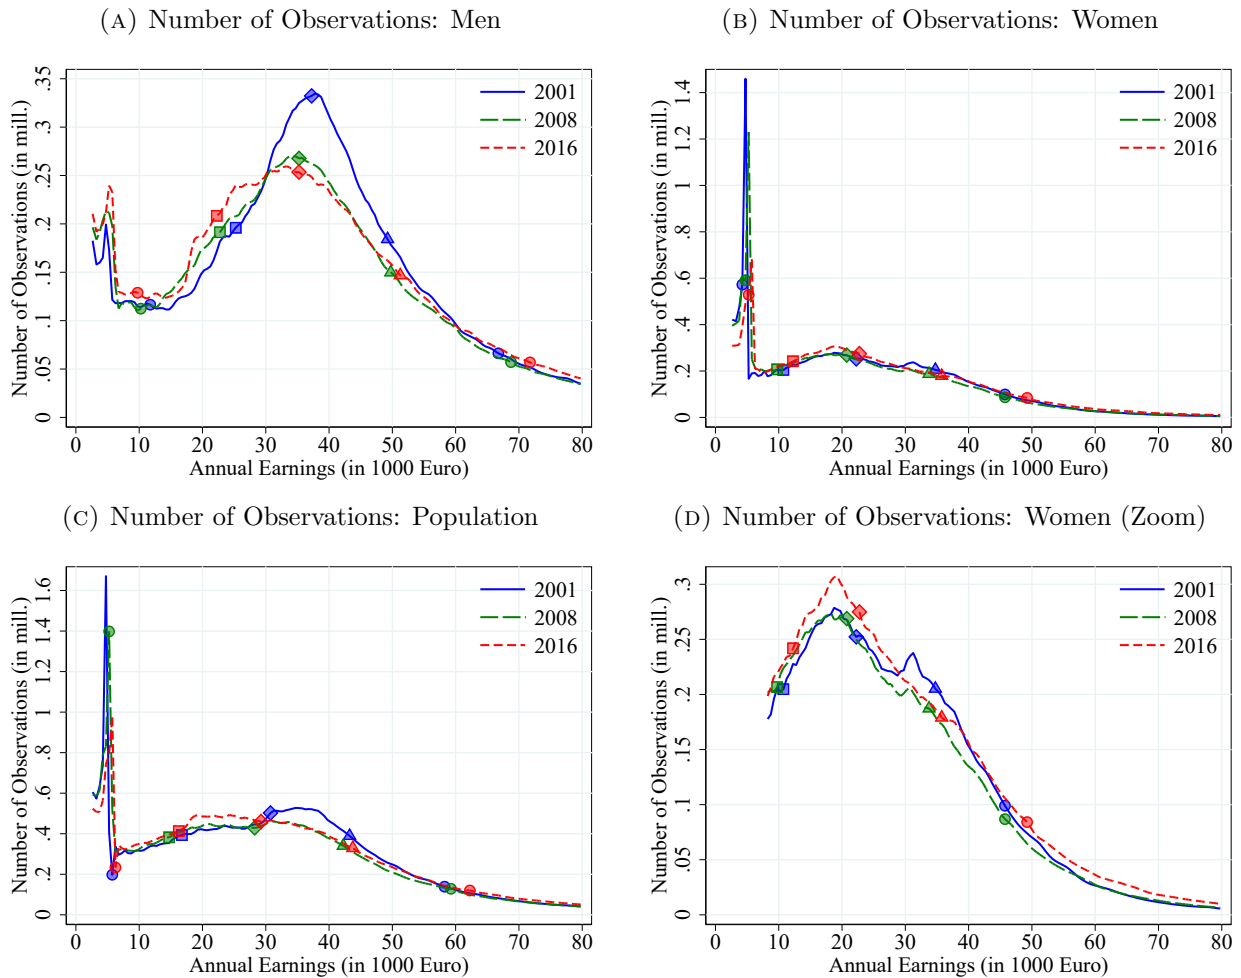 (A) Number of Observations: Men
Number of Observations (in mill.)
0 .05 .1 .15 .2 .25 .3 .35
2001
2008
2016
0 10 20 30 40 50 60 70 80
Annual Earnings (in 1000 Euro)
(B) Number of Observations: Women
Number of Observations (in mill.)
0 .2 .4 .6 .8 1 1.2 1.4
2001
2008
2016
0 10 20 30 40 50 60 70 80
Annual Earnings (in 1000 Euro)
(C) Number of Observations: Population
Number of Observations (in mill.)
0 .2 .4 .6 .8 1 1.2 1.4 1.6
2001
2008
2016
0 10 20 30 40 50 60 70 80
Annual Earnings (in 1000 Euro)
(D) Number of Observations: Women (Zoom)
Number of Observations (in mill.)
0 .05 .1 .15 .2 .25 .3
2001
2008
2016
0 10 20 30 40 50 60 70 80
Annual Earnings (in 1000 Euro)